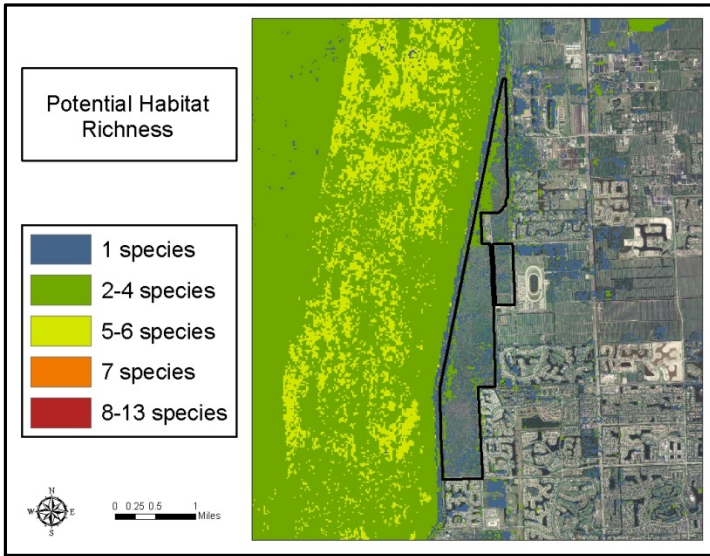 Potential Habitat
Richness
1 species
2-4 species
5-6 species
7 species
8-13 species
N
W
E
S
0 0.25 0.5 1
Miles